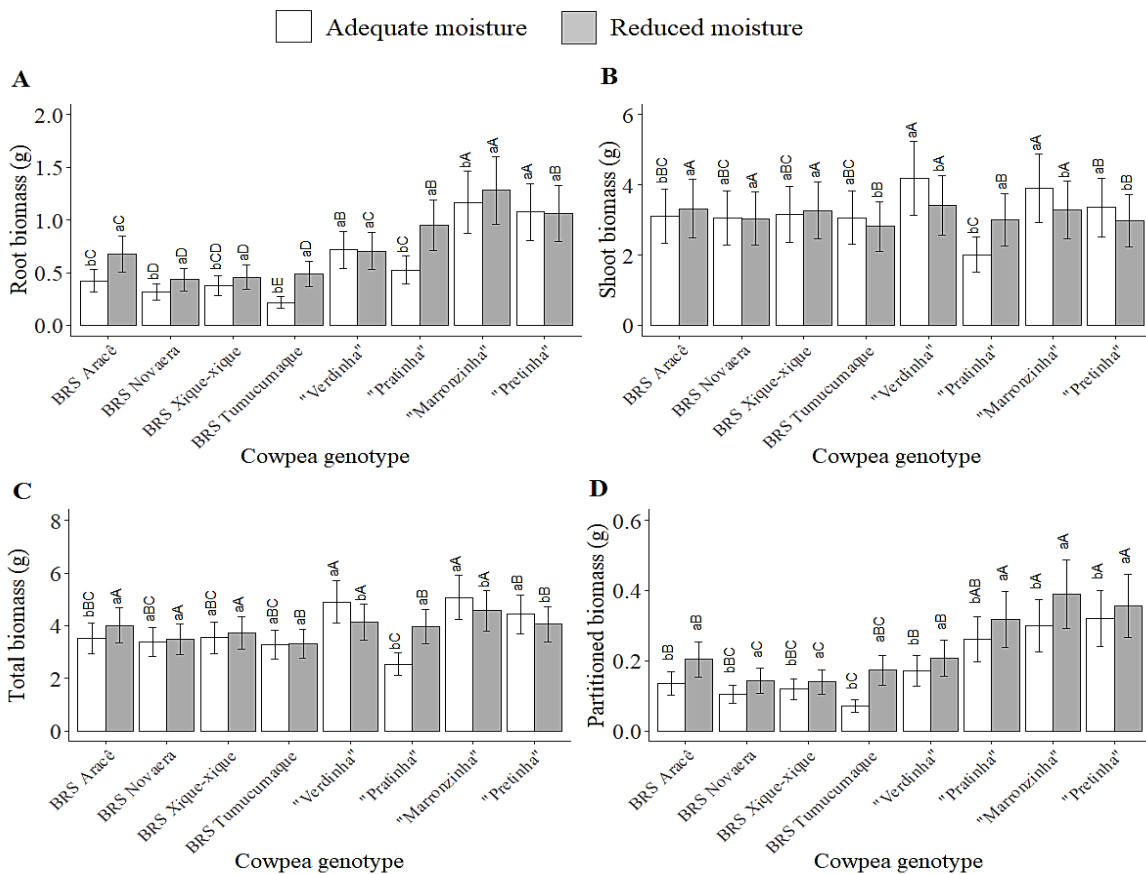 Adequate moisture
Reduced moisture
A
Root biomass (g)
2.0
1.5
1.0
0.5
0.0
bC aC bD aD bCD aD bE aD aB aC bC aB bA aA aA aB
BRS Aracê
BRS Novaera
BRS Xique-xique
BRS Tumucumaque
"Verdinha"
"Pratinha"
"Marronzinha"
"Pretinha"
Cowpea genotype
B
Shoot biomass (g)
6
4
2
0
bBC aA aBC aA aBC aA aBC bB aA bA bC aB aA bA aB bB
BRS Aracê
BRS Novaera
BRS Xique-xique
BRS Tumucumaque
"Verdinha"
"Pratinha"
"Marronzinha"
"Pretinha"
Cowpea genotype
C
Total biomass (g)
8
6
4
2
0
bBC aA aBC aA aBC aA aBC aB aA bA bC aA aA bA aB bB
BRS Aracê
BRS Novaera
BRS Xique-xique
BRS Tumucumaque
"Verdinha"
"Pratinha"
"Marronzinha"
"Pretinha"
Cowpea genotype
D
Partitioned biomass (g)
0.6
0.4
0.2
0.0
bB aB bBC aC bBC aC bC aBC bB aB bAB aA bA aA bA aA
BRS Aracê
BRS Novaera
BRS Xique-xique
BRS Tumucumaque
"Verdinha"
"Pratinha"
"Marronzinha"
"Pretinha"
Cowpea genotype